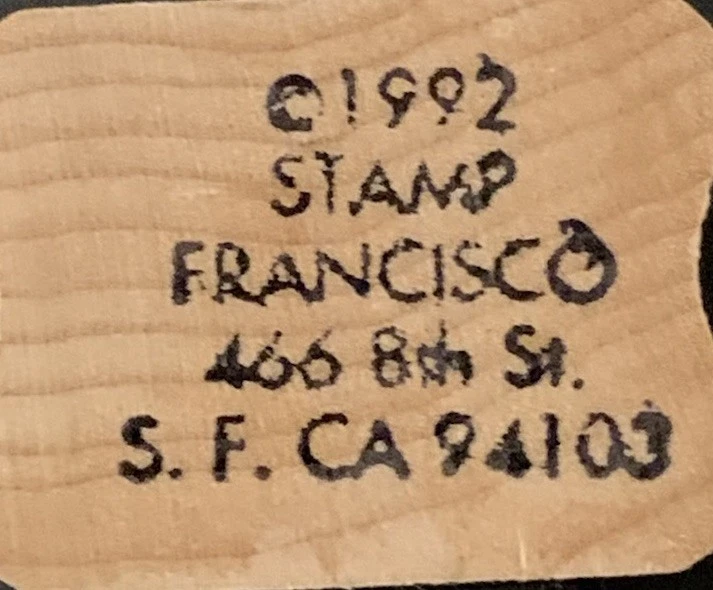 ©1992
STAMP
FRANCISCO
466 8th St.
S. F. CA 94103